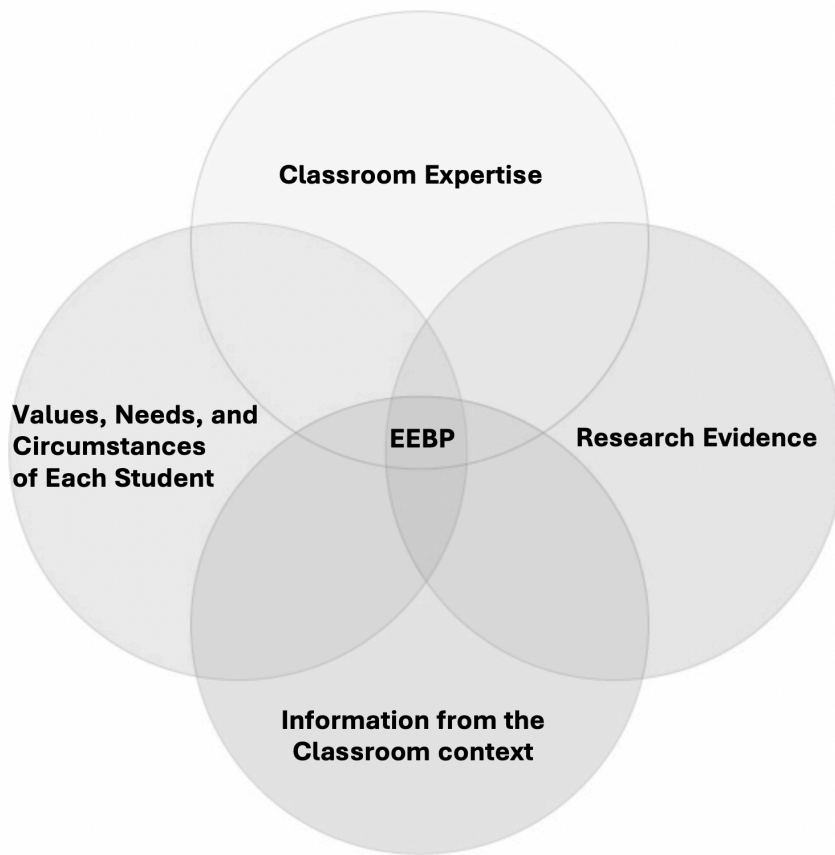 Classroom Expertise
Values, Needs, and
Circumstances
of Each Student
EEBP
Research Evidence
Information from the
Classroom context